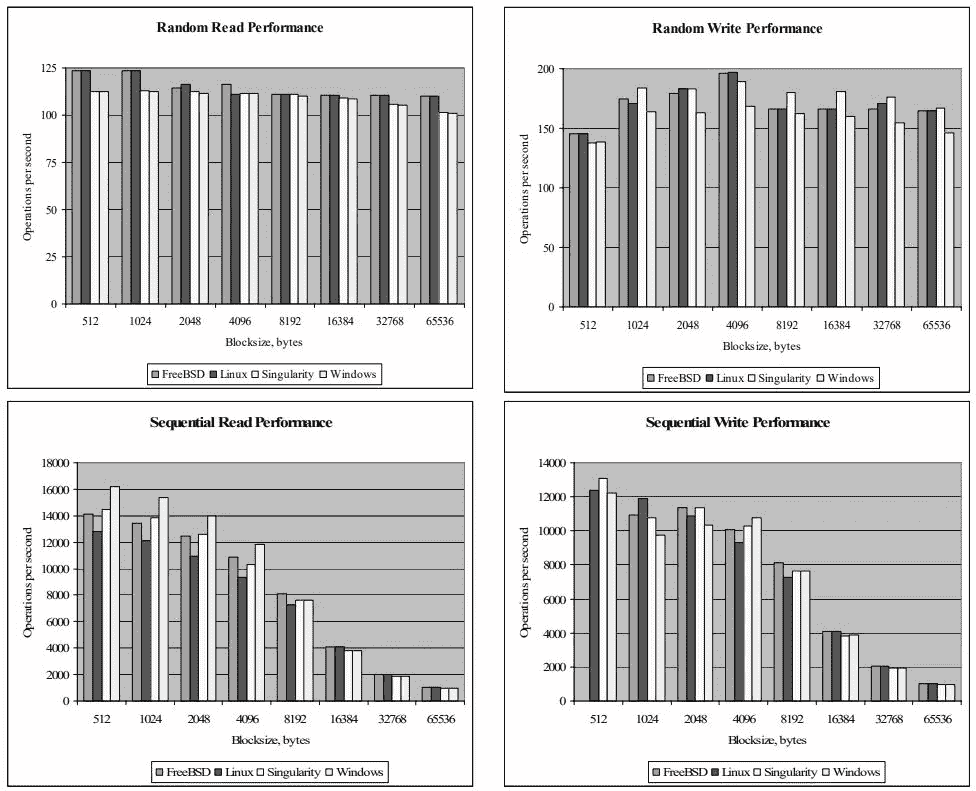 Random Read Performance
125
100
75
50
25
0
Operations per second
512 1024 2048 4096 8192 16384 32768 65536
Blocksize, bytes
FreeBSD Linux Singularity Windows
Random Write Performance
200
150
100
50
0
Operations per second
512 1024 2048 4096 8192 16384 32768 65536
Blocksize, bytes
FreeBSD Linux Singularity Windows
Sequential Read Performance
18000
16000
14000
12000
10000
8000
6000
4000
2000
0
Operations per second
512 1024 2048 4096 8192 16384 32768 65536
Blocksize, bytes
FreeBSD Linux Singularity Windows
Sequential Write Performance
14000
12000
10000
8000
6000
4000
2000
0
Operations per second
512 1024 2048 4096 8192 16384 32768 65536
Blocksize, bytes
FreeBSD Linux Singularity Windows